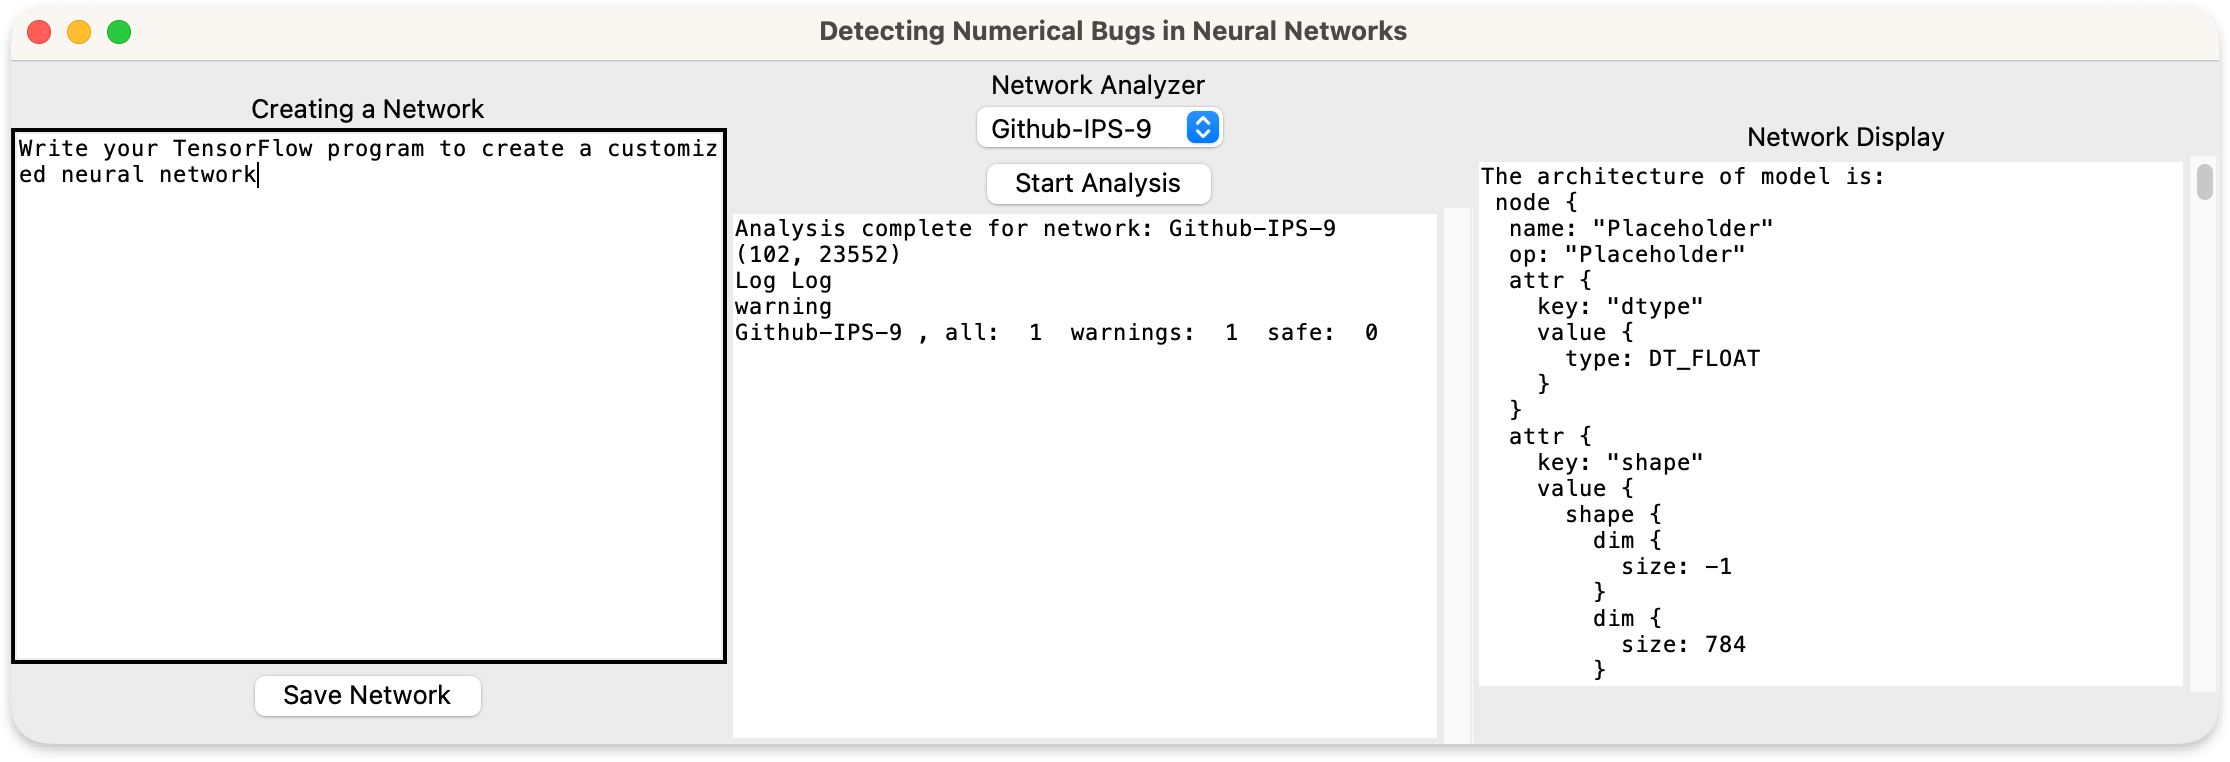 Detecting Numerical Bugs in Neural Networks
Creating a Network
Write your TensorFlow program to create a customiz
ed neural network
Save Network
Network Analyzer
Github-IPS-9
Start Analysis
Analysis complete for network: Github-IPS-9
(102, 23552)
Log Log
warning
Github-IPS-9 , all:  1  warnings:  1  safe:  0
Network Display
The architecture of model is:
 node {
  name: "Placeholder"
  op: "Placeholder"
  attr {
    key: "dtype"
    value {
      type: DT_FLOAT
    }
  }
  attr {
    key: "shape"
    value {
      shape {
        dim {
          size: -1
        }
        dim {
          size: 784
        }